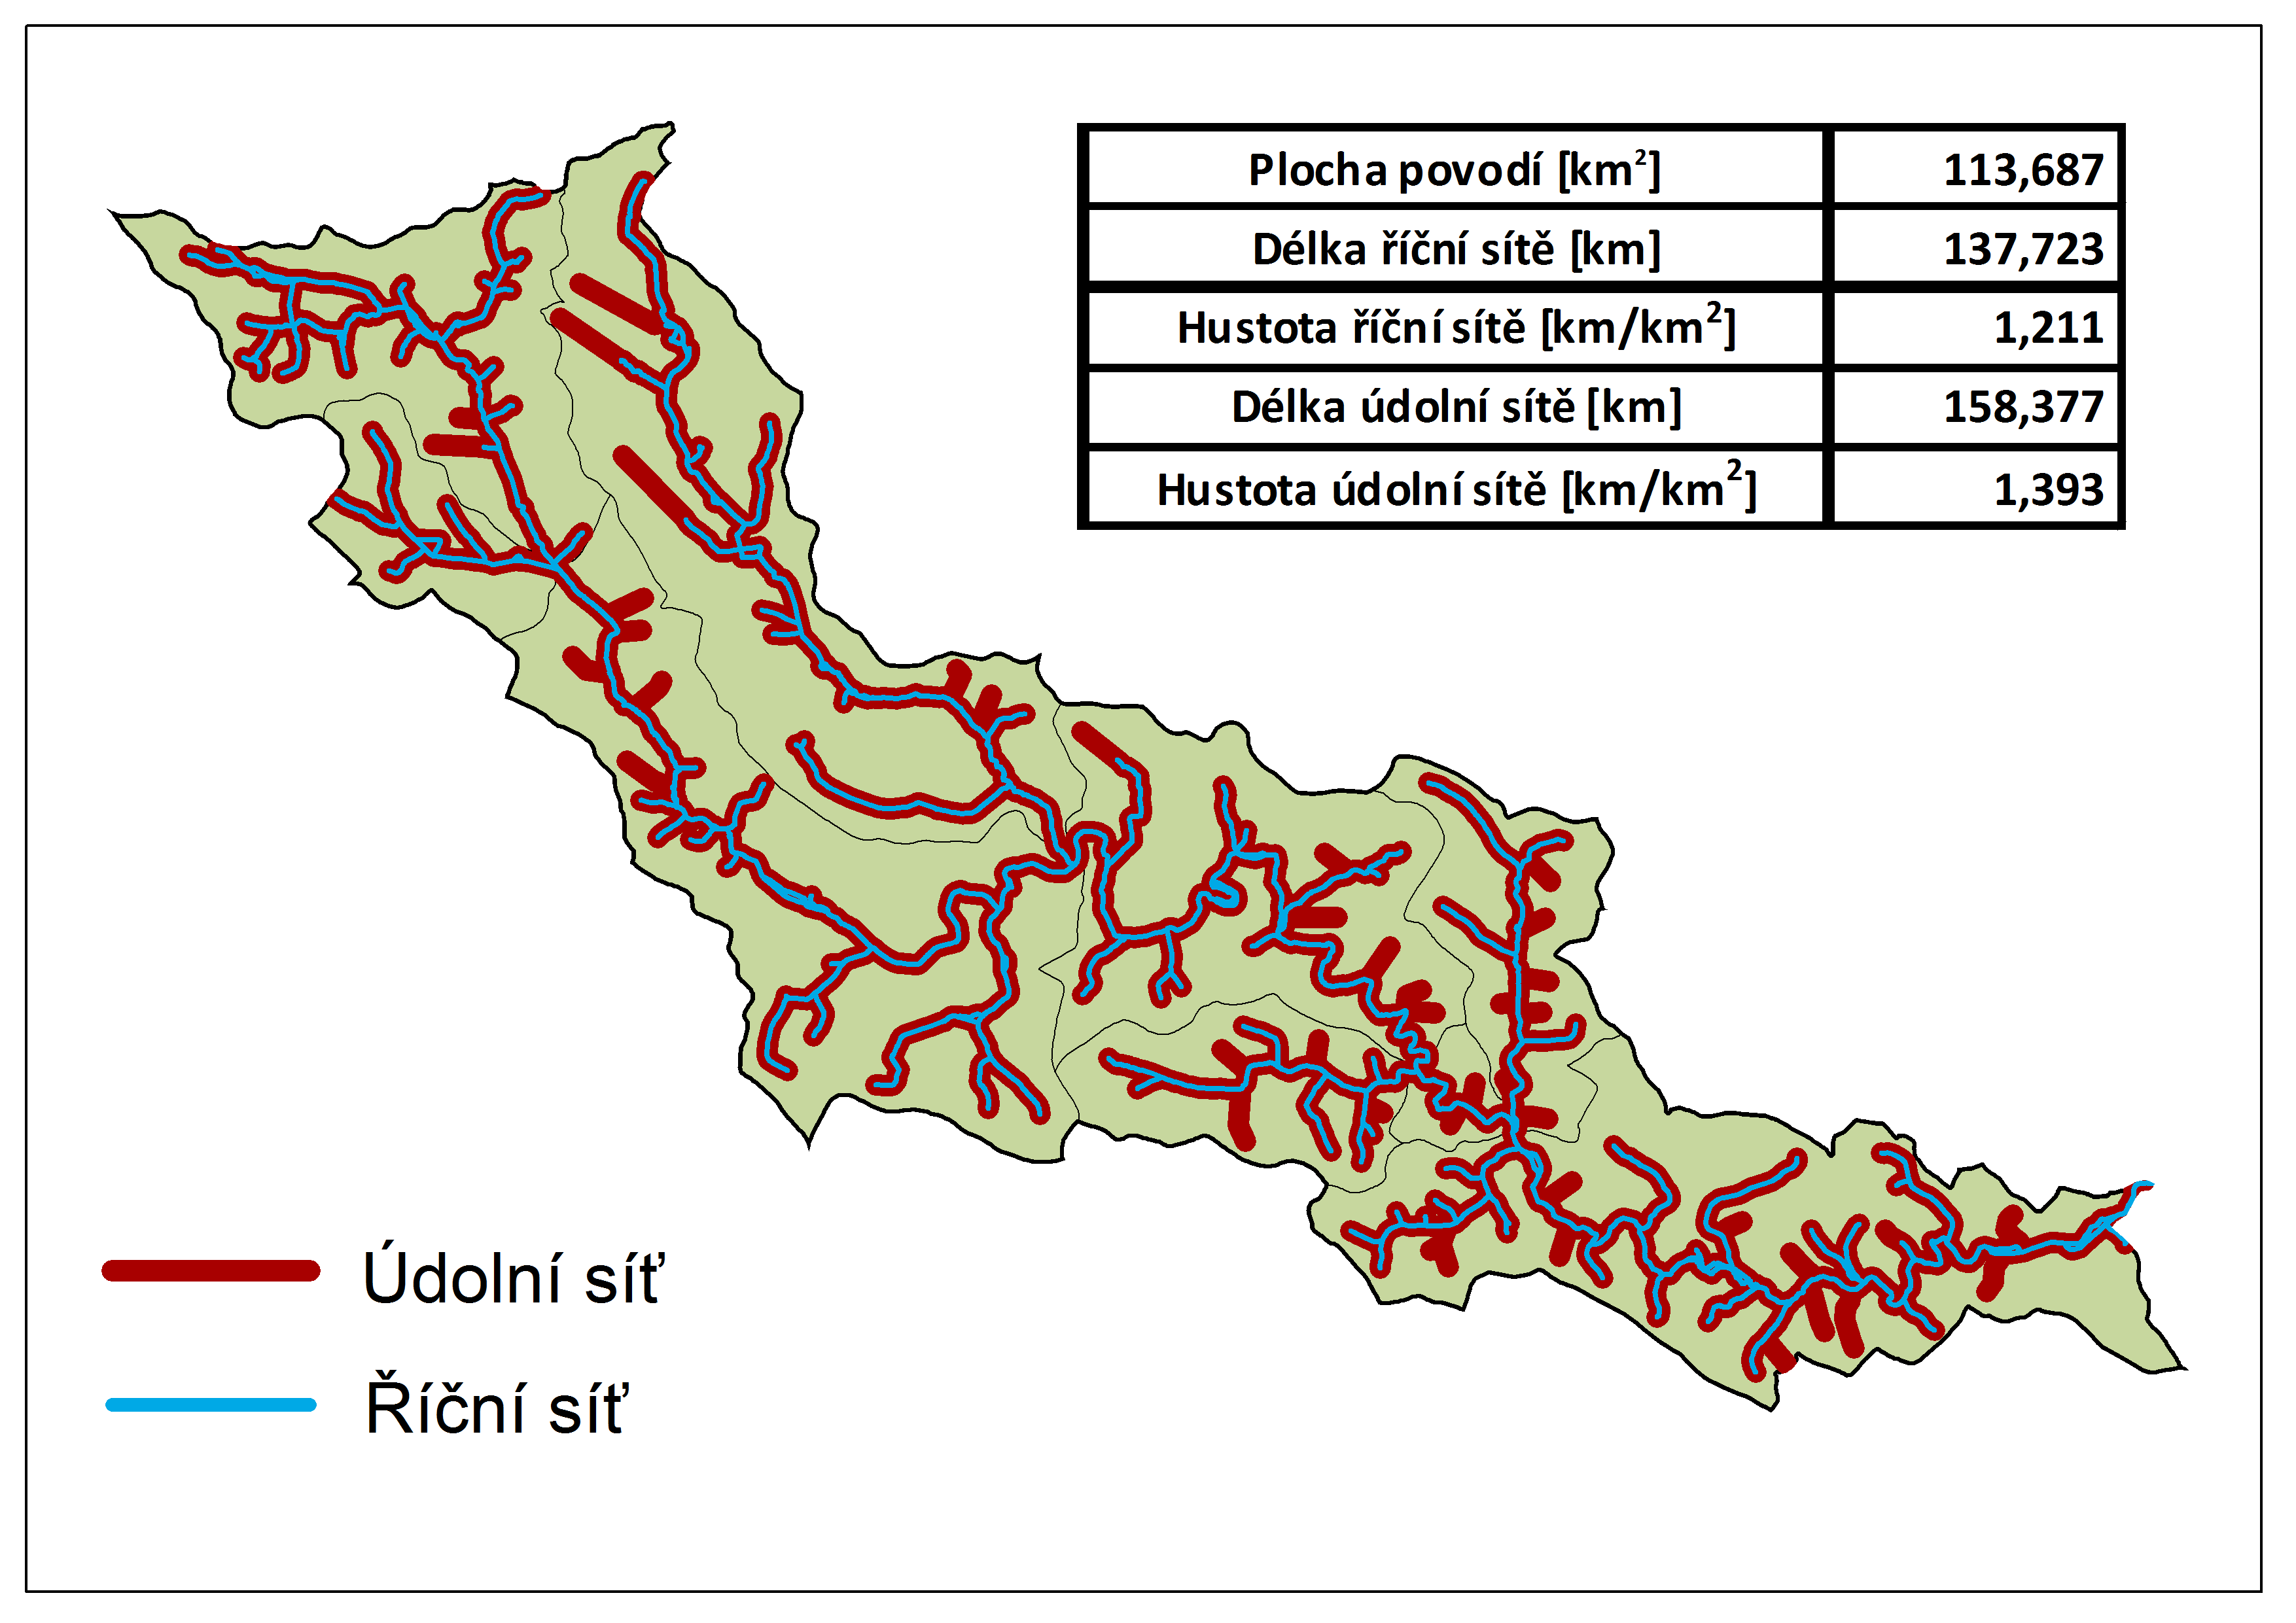 Plocha povodí [km²] 113,687
Délka říční sítě [km] 137,723
Hustota říční sítě [km/km²] 1,211
Délka údolní sítě [km] 158,377
Hustota údolní sítě [km/km²] 1,393
Údolní síť
Říční síť